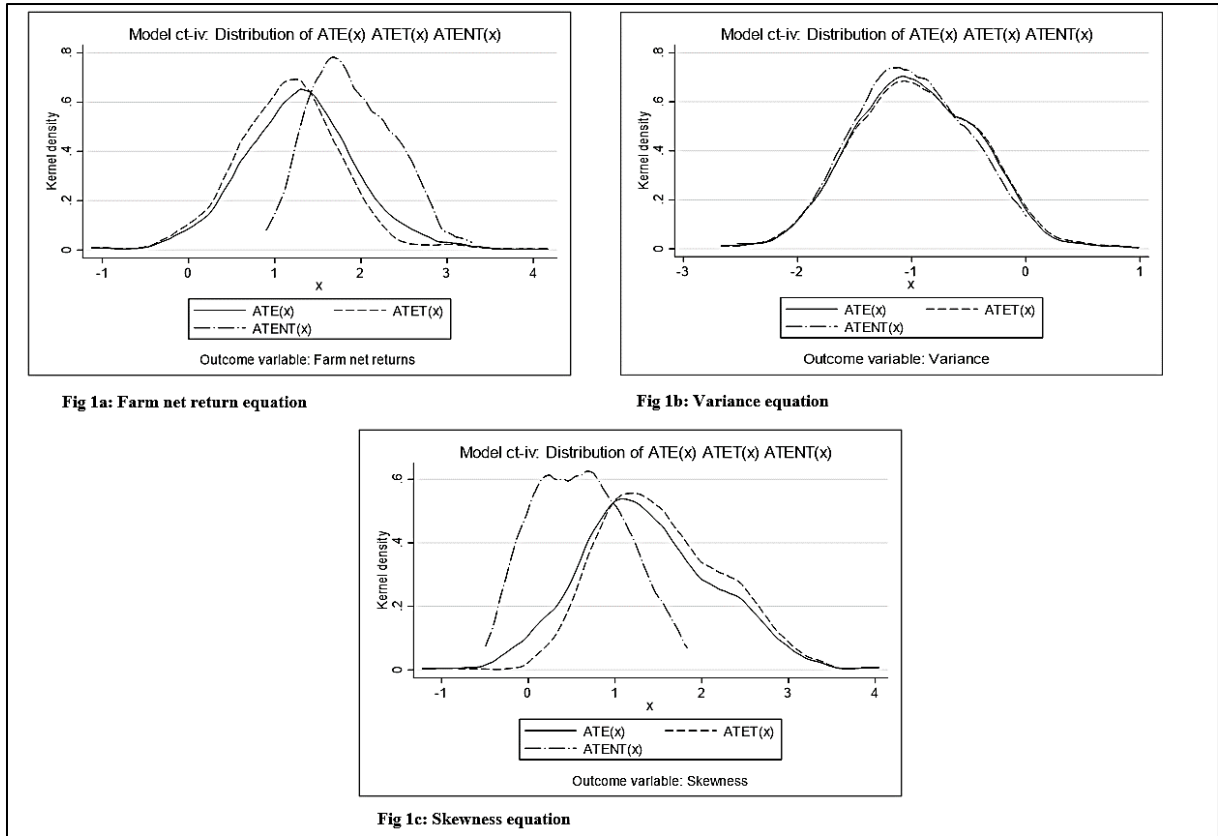 Model ct-iv: Distribution of ATE(x) ATET(x) ATENT(x)
Kernel density
0 .2 .4 .6 .8
-1 0 1 2 3 4
x
ATE(x) ATET(x)
ATENT(x)
Outcome variable: Farm net returns
Fig 1a: Farm net return equation
Model ct-iv: Distribution of ATE(x) ATET(x) ATENT(x)
Kernel density
0 .2 .4 .6 .8
-3 -2 -1 0 1
x
ATE(x) ATET(x)
ATENT(x)
Outcome variable: Variance
Fig 1b: Variance equation
Model ct-iv: Distribution of ATE(x) ATET(x) ATENT(x)
Kernel density
0 .2 .4 .6
-1 0 1 2 3 4
x
ATE(x) ATET(x)
ATENT(x)
Outcome variable: Skewness
Fig 1c: Skewness equation